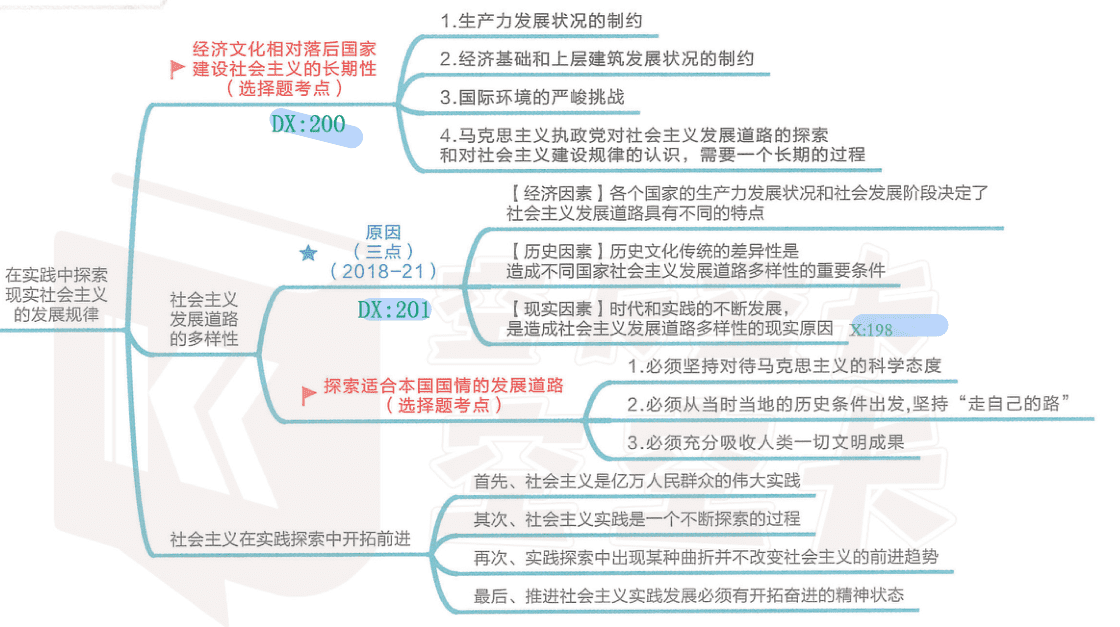 在实践中探索
现实社会主义
的发展规律
经济文化相对落后国家
建设社会主义的长期性
（选择题考点）
DX:200
1.生产力发展状况的制约
2.经济基础和上层建筑发展状况的制约
3.国际环境的严峻挑战
4.马克思主义执政党对社会主义发展道路的探索
和对社会主义建设规律的认识，需要一个长期的过程
社会主义
发展道路
的多样性
原因
（三点）
（2018-21）
DX:201
【经济因素】各个国家的生产力发展状况和社会发展阶段决定了
社会主义发展道路具有不同的特点
【历史因素】历史文化传统的差异性是
造成不同国家社会主义发展道路多样性的重要条件
【现实因素】时代和实践的不断发展，
是造成社会主义发展道路多样性的现实原因
X:198
探索适合本国国情的发展道路
（选择题考点）
1.必须坚持对待马克思主义的科学态度
2.必须从当时当地的历史条件出发,坚持“走自己的路”
3.必须充分吸收人类一切文明成果
社会主义在实践探索中开拓前进
首先、社会主义是亿万人民群众的伟大实践
其次、社会主义实践是一个不断探索的过程
再次、实践探索中出现某种曲折并不改变社会主义的前进趋势
最后、推进社会主义实践发展必须有开拓奋进的精神状态